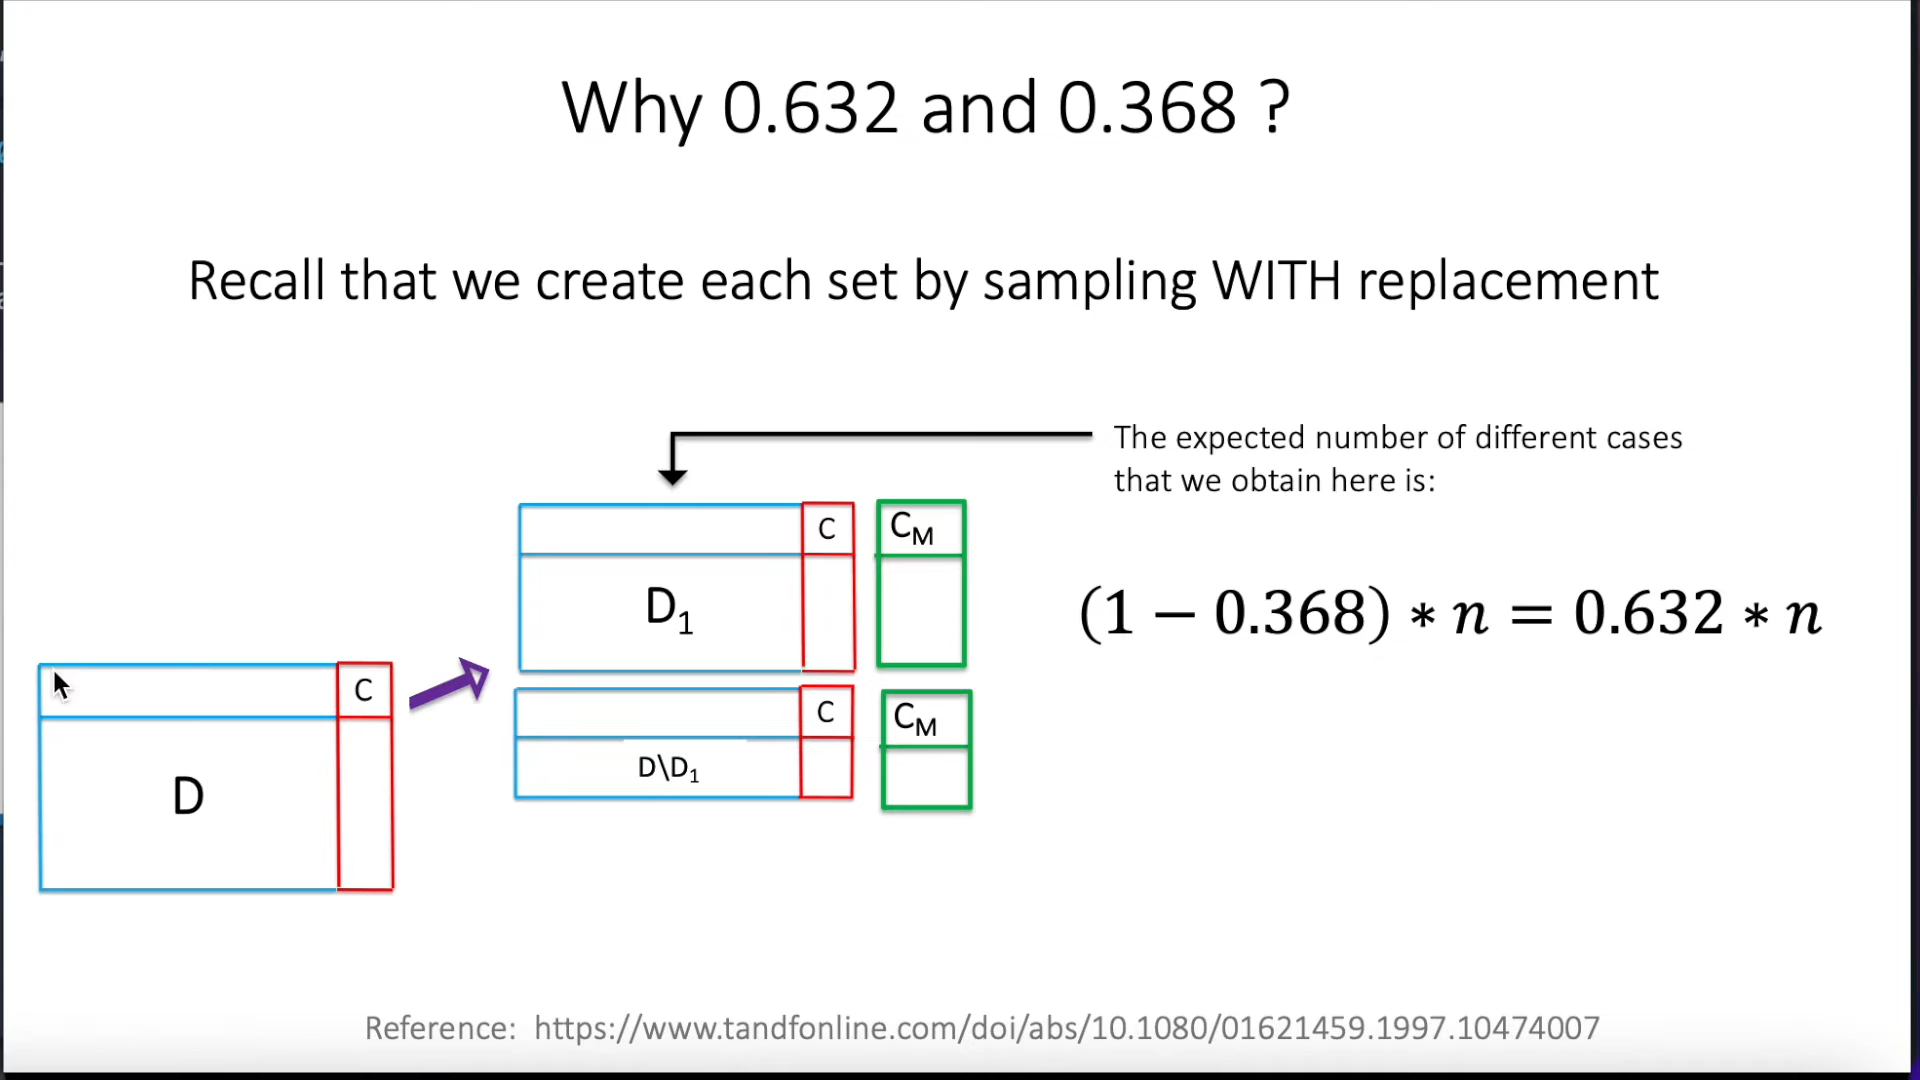 Why 0.632 and 0.368 ?
Recall that we create each set by sampling WITH replacement
The expected number of different cases
that we obtain here is:
C
C_M
D₁
(1 − 0.368) * n = 0.632 * n
C
C
C_M
D\D₁
D
Reference: https://www.tandfonline.com/doi/abs/10.1080/01621459.1997.10474007